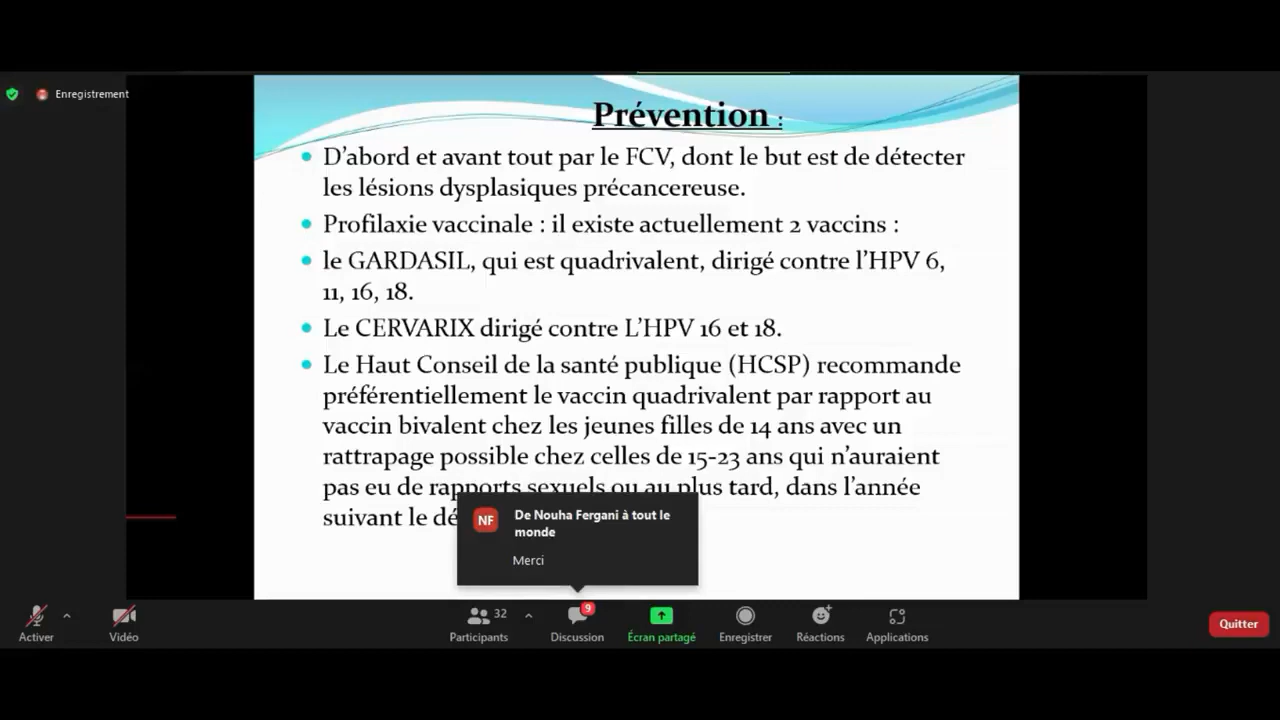 Enregistrement
Prévention :
D'abord et avant tout par le FCV, dont le but est de détecter
les lésions dysplasiques précancereuse.
Profilaxie vaccinale : il existe actuellement 2 vaccins :
le GARDASIL, qui est quadrivalent, dirigé contre l'HPV 6,
11, 16, 18.
Le CERVARIX dirigé contre L'HPV 16 et 18.
Le Haut Conseil de la santé publique (HCSP) recommande
préférentiellement le vaccin quadrivalent par rapport au
vaccin bivalent chez les jeunes filles de 14 ans avec un
rattrapage possible chez celles de 15-23 ans qui n'auraient
pas eu de rapports sexuels ou au plus tard, dans l'année
suivant le
NF
De Nouha Fergani à tout le
monde
Merci
32
9
Activer
Vidéo
Participants
Discussion
Écran partagé
Enregistrer
Réactions
Applications
Quitter